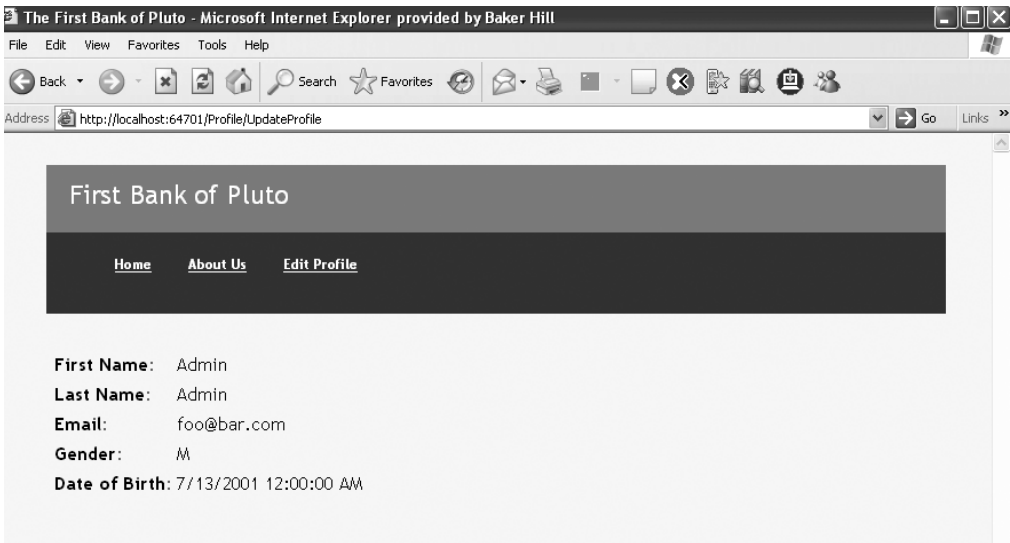 The First Bank of Pluto - Microsoft Internet Explorer provided by Baker Hill
File Edit View Favorites Tools Help
Back Search Favorites
Address http://localhost:64701/Profile/UpdateProfile Go Links »
First Bank of Pluto
Home About Us Edit Profile
First Name: Admin
Last Name: Admin
Email: foo@bar.com
Gender: M
Date of Birth: 7/13/2001 12:00:00 AM